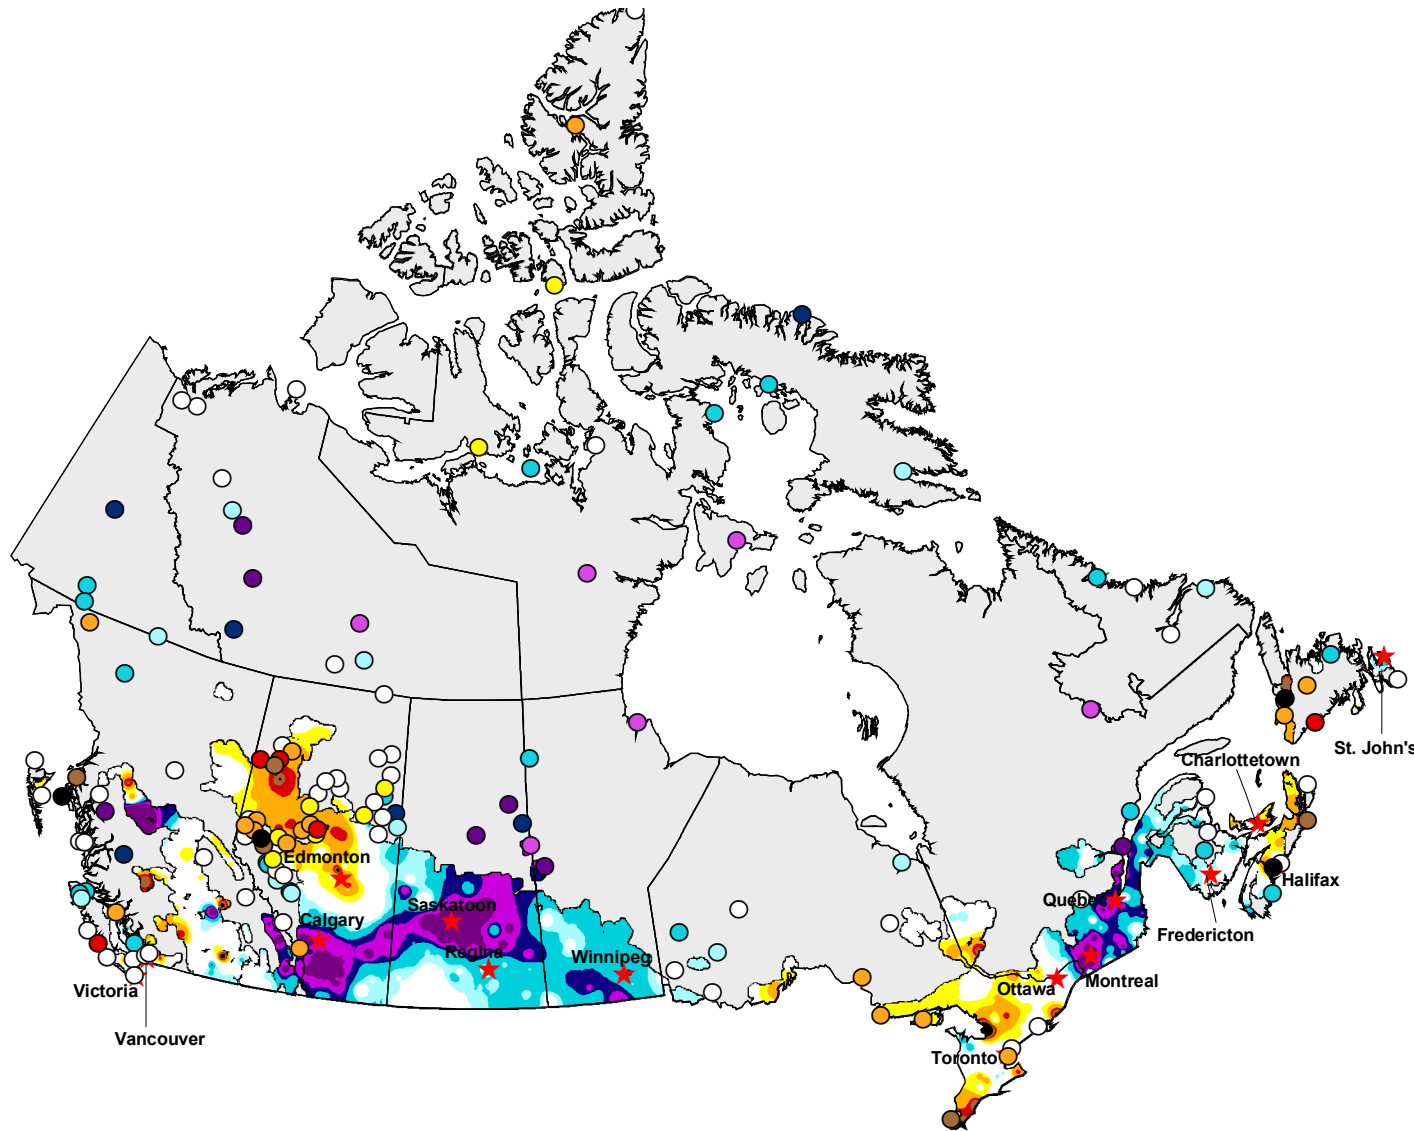 St. John's
Charlottetown
Edmonton
Halifax
Saskatoon
Quebec
Calgary
Fredericton
Regina
Winnipeg
Montreal
Ottawa
Victoria
Vancouver
Toronto